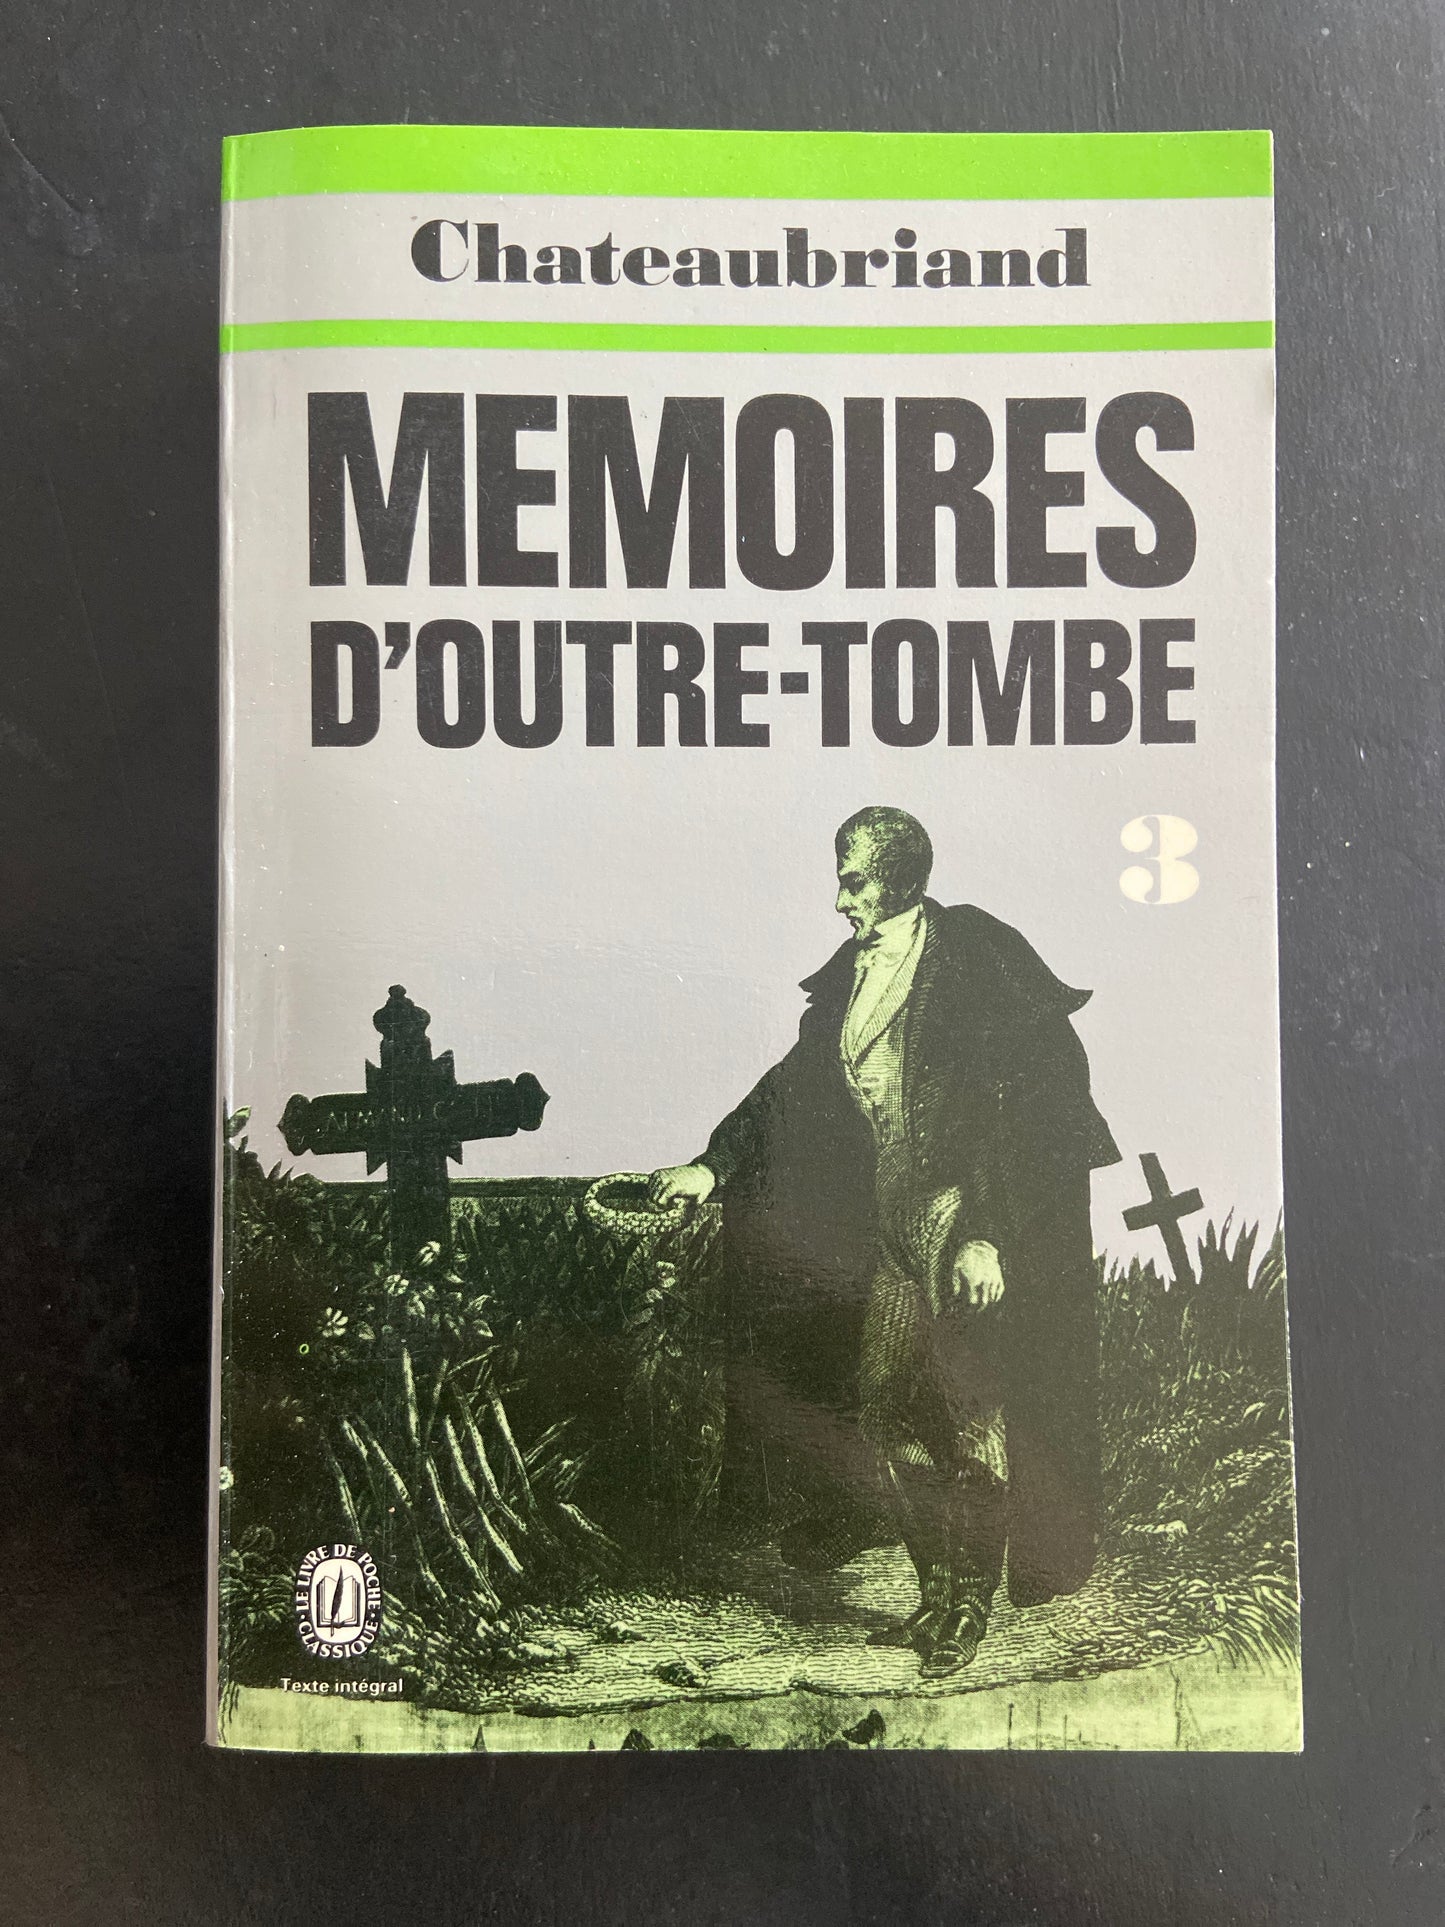 Chateaubriand
MEMOIRES
D'OUTRE-TOMBE
3
LE LIVRE DE POCHE
CLASSIQUE
Texte intégral